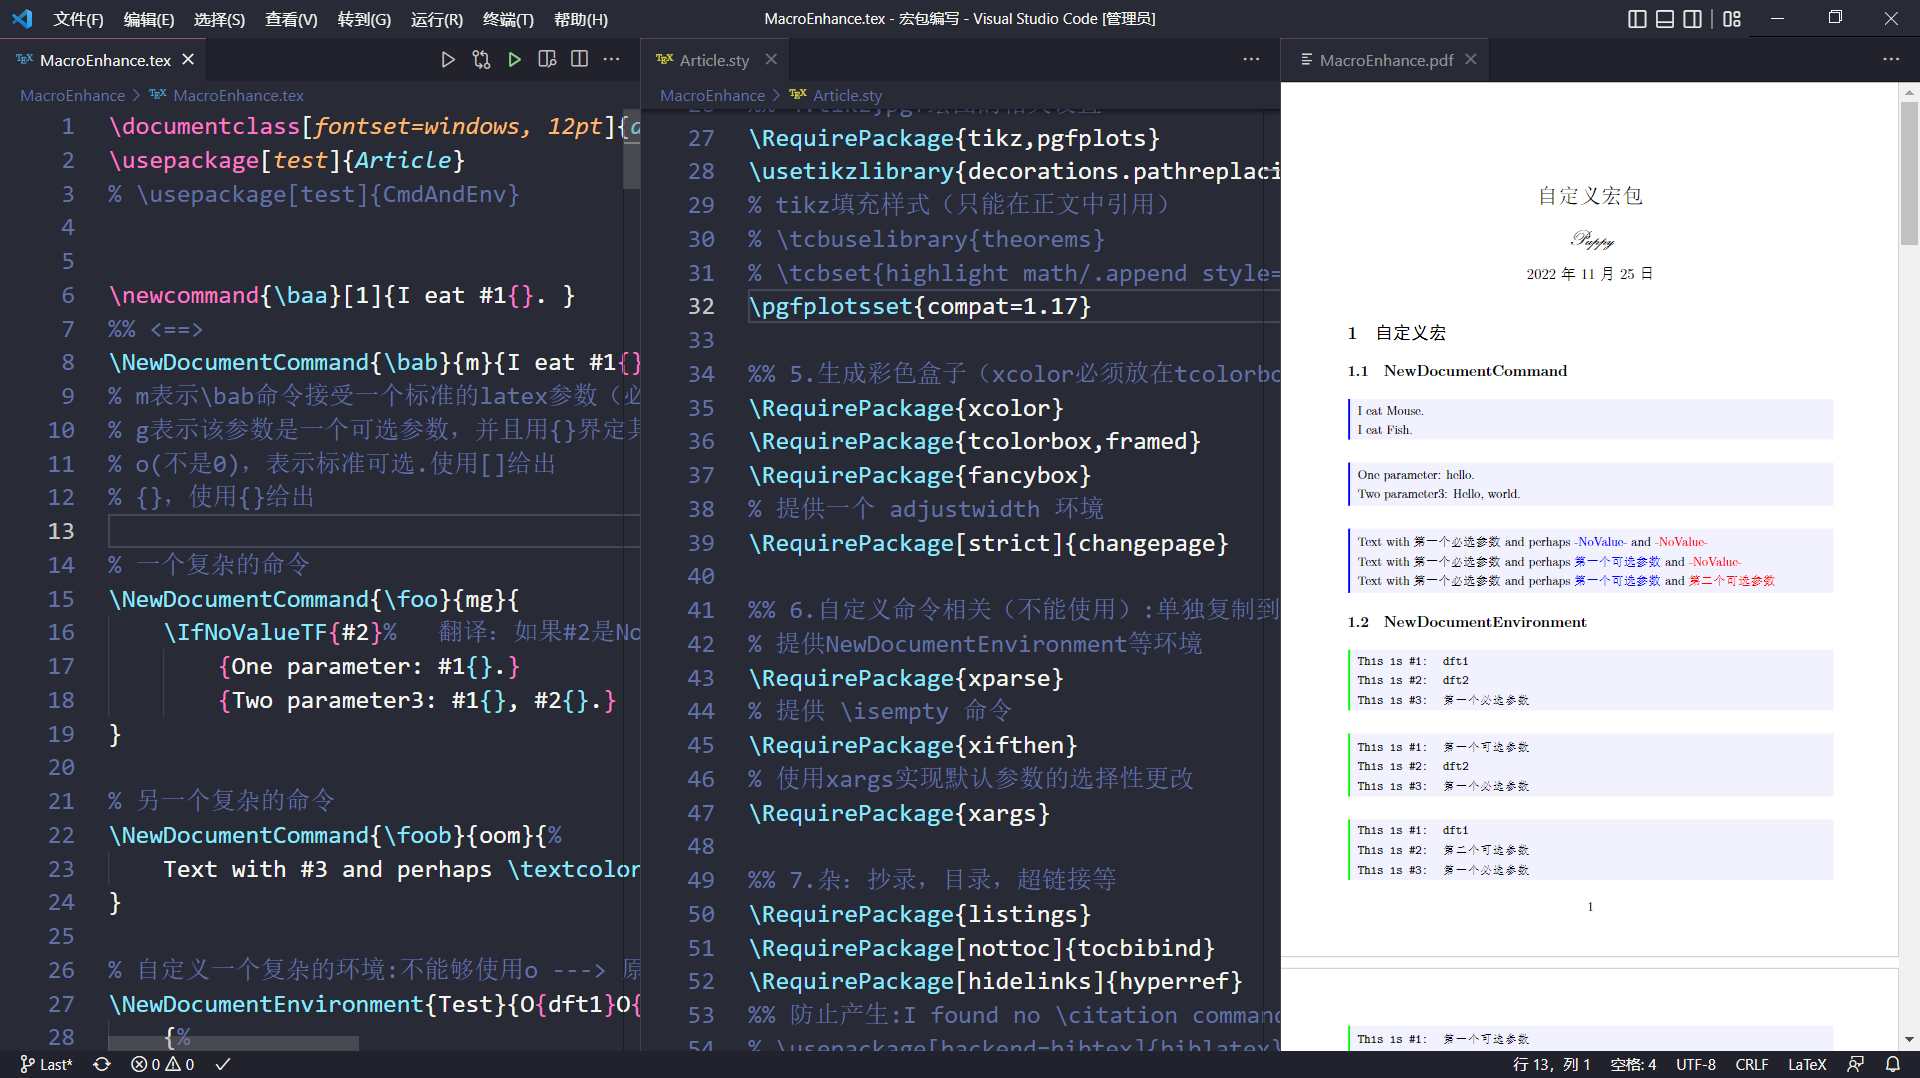 文件(F) 编辑(E) 选择(S) 查看(V) 转到(G) 运行(R) 终端(T) 帮助(H) MacroEnhance.tex - 宏包编写 - Visual Studio Code [管理员]
MacroEnhance.tex
MacroEnhance > MacroEnhance.tex
1 \documentclass[fontset=windows, 12pt]{
2 \usepackage[test]{Article}
3 % \usepackage[test]{CmdAndEnv}
4
5
6 \newcommand{\baa}[1]{I eat #1{}. }
7 %% <==>
8 \NewDocumentCommand{\bab}{m}{I eat #1{}
9 % m表示\bab命令接受一个标准的latex参数（必
10 % g表示该参数是一个可选参数，并且用{}界定其
11 % o(不是0)，表示标准可选.使用[]给出
12 % {}，使用{}给出
13
14 % 一个复杂的命令
15 \NewDocumentCommand{\foo}{mg}{
16 \IfNoValueTF{#2}% 翻译：如果#2是No
17 {One parameter: #1{}.}
18 {Two parameter3: #1{}, #2{}.}
19 }
20
21 % 另一个复杂的命令
22 \NewDocumentCommand{\foob}{oom}{%
23 Text with #3 and perhaps \textcolor
24 }
25
26 % 自定义一个复杂的环境:不能够使用o ---> 原
27 \NewDocumentEnvironment{Test}{O{dft1}O{
28 {%
Article.sty
MacroEnhance > Article.sty
27 \RequirePackage{tikz,pgfplots}
28 \usetikzlibrary{decorations.pathreplaci
29 % tikz填充样式（只能在正文中引用）
30 % \tcbuselibrary{theorems}
31 % \tcbset{highlight math/.append style=
32 \pgfplotsset{compat=1.17}
33
34 %% 5.生成彩色盒子（xcolor必须放在tcolorbo
35 \RequirePackage{xcolor}
36 \RequirePackage{tcolorbox,framed}
37 \RequirePackage{fancybox}
38 % 提供一个 adjustwidth 环境
39 \RequirePackage[strict]{changepage}
40
41 %% 6.自定义命令相关（不能使用）:单独复制到
42 % 提供NewDocumentEnvironment等环境
43 \RequirePackage{xparse}
44 % 提供 \isempty 命令
45 \RequirePackage{xifthen}
46 % 使用xargs实现默认参数的选择性更改
47 \RequirePackage{xargs}
48
49 %% 7.杂：抄录，目录，超链接等
50 \RequirePackage{listings}
51 \RequirePackage[nottoc]{tocbibind}
52 \RequirePackage[hidelinks]{hyperref}
53 %% 防止产生:I found no \citation comman
54 % \usepackage[backend=bibtex]{biblatex}
MacroEnhance.pdf
自定义宏包
Puppy
2022 年 11 月 25 日
1 自定义宏
1.1 NewDocumentCommand
I eat Mouse.
I eat Fish.
One parameter: hello.
Two parameter3: Hello, world.
Text with 第一个必选参数 and perhaps -NoValue- and -NoValue-
Text with 第一个必选参数 and perhaps 第一个可选参数 and -NoValue-
Text with 第一个必选参数 and perhaps 第一个可选参数 and 第二个可选参数
1.2 NewDocumentEnvironment
This is #1: dft1
This is #2: dft2
This is #3: 第一个必选参数
This is #1: 第一个可选参数
This is #2: dft2
This is #3: 第一个必选参数
This is #1: dft1
This is #2: 第二个可选参数
This is #3: 第一个必选参数
1
This is #1: 第一个可选参数
Last* 0 0 行 13，列 1 空格: 4 UTF-8 CRLF LaTeX